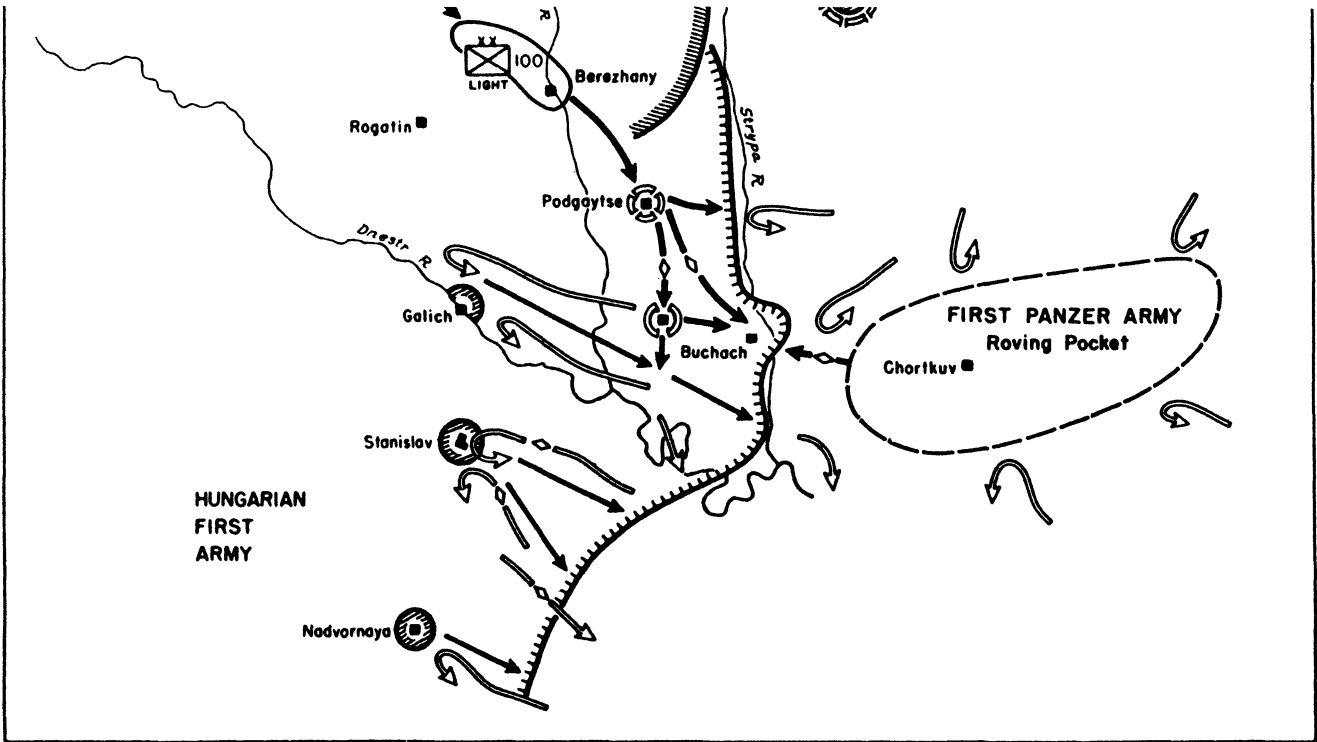 R
XX
100
LIGHT
Berezhany
Rogatin
Strypa R
Podgaytse
Dnestr R.
Galich
FIRST PANZER ARMY
Roving Pocket
Buchach
Chortkuv
Stanislav
HUNGARIAN
FIRST
ARMY
Nadvornaya